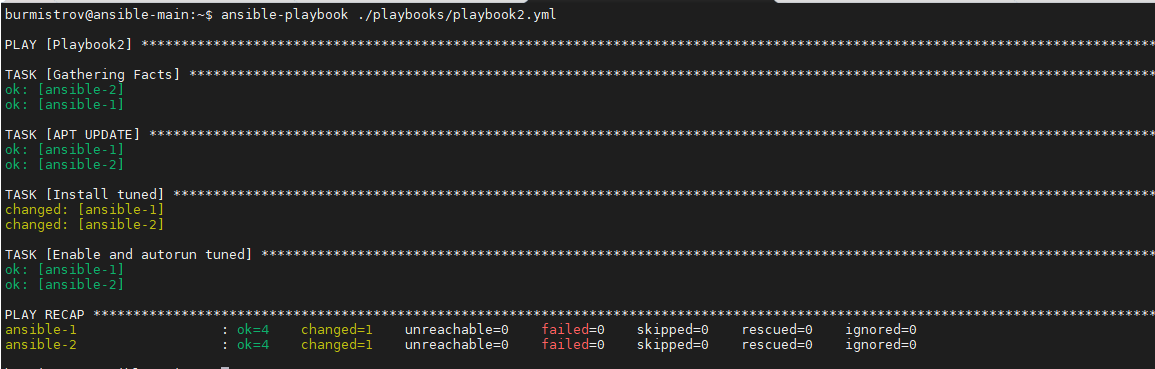 burmistrov@ansible-main:~$ ansible-playbook ./playbooks/playbook2.yml
PLAY [Playbook2] *******************************************************************************************************************************
TASK [Gathering Facts] *************************************************************************************************************************
ok: [ansible-2]
ok: [ansible-1]
TASK [APT UPDATE] ******************************************************************************************************************************
ok: [ansible-1]
ok: [ansible-2]
TASK [Install tuned] ***************************************************************************************************************************
changed: [ansible-1]
changed: [ansible-2]
TASK [Enable and autorun tuned] ****************************************************************************************************************
ok: [ansible-1]
ok: [ansible-2]
PLAY RECAP *************************************************************************************************************************************
ansible-1                  : ok=4    changed=1    unreachable=0    failed=0    skipped=0    rescued=0    ignored=0
ansible-2                  : ok=4    changed=1    unreachable=0    failed=0    skipped=0    rescued=0    ignored=0